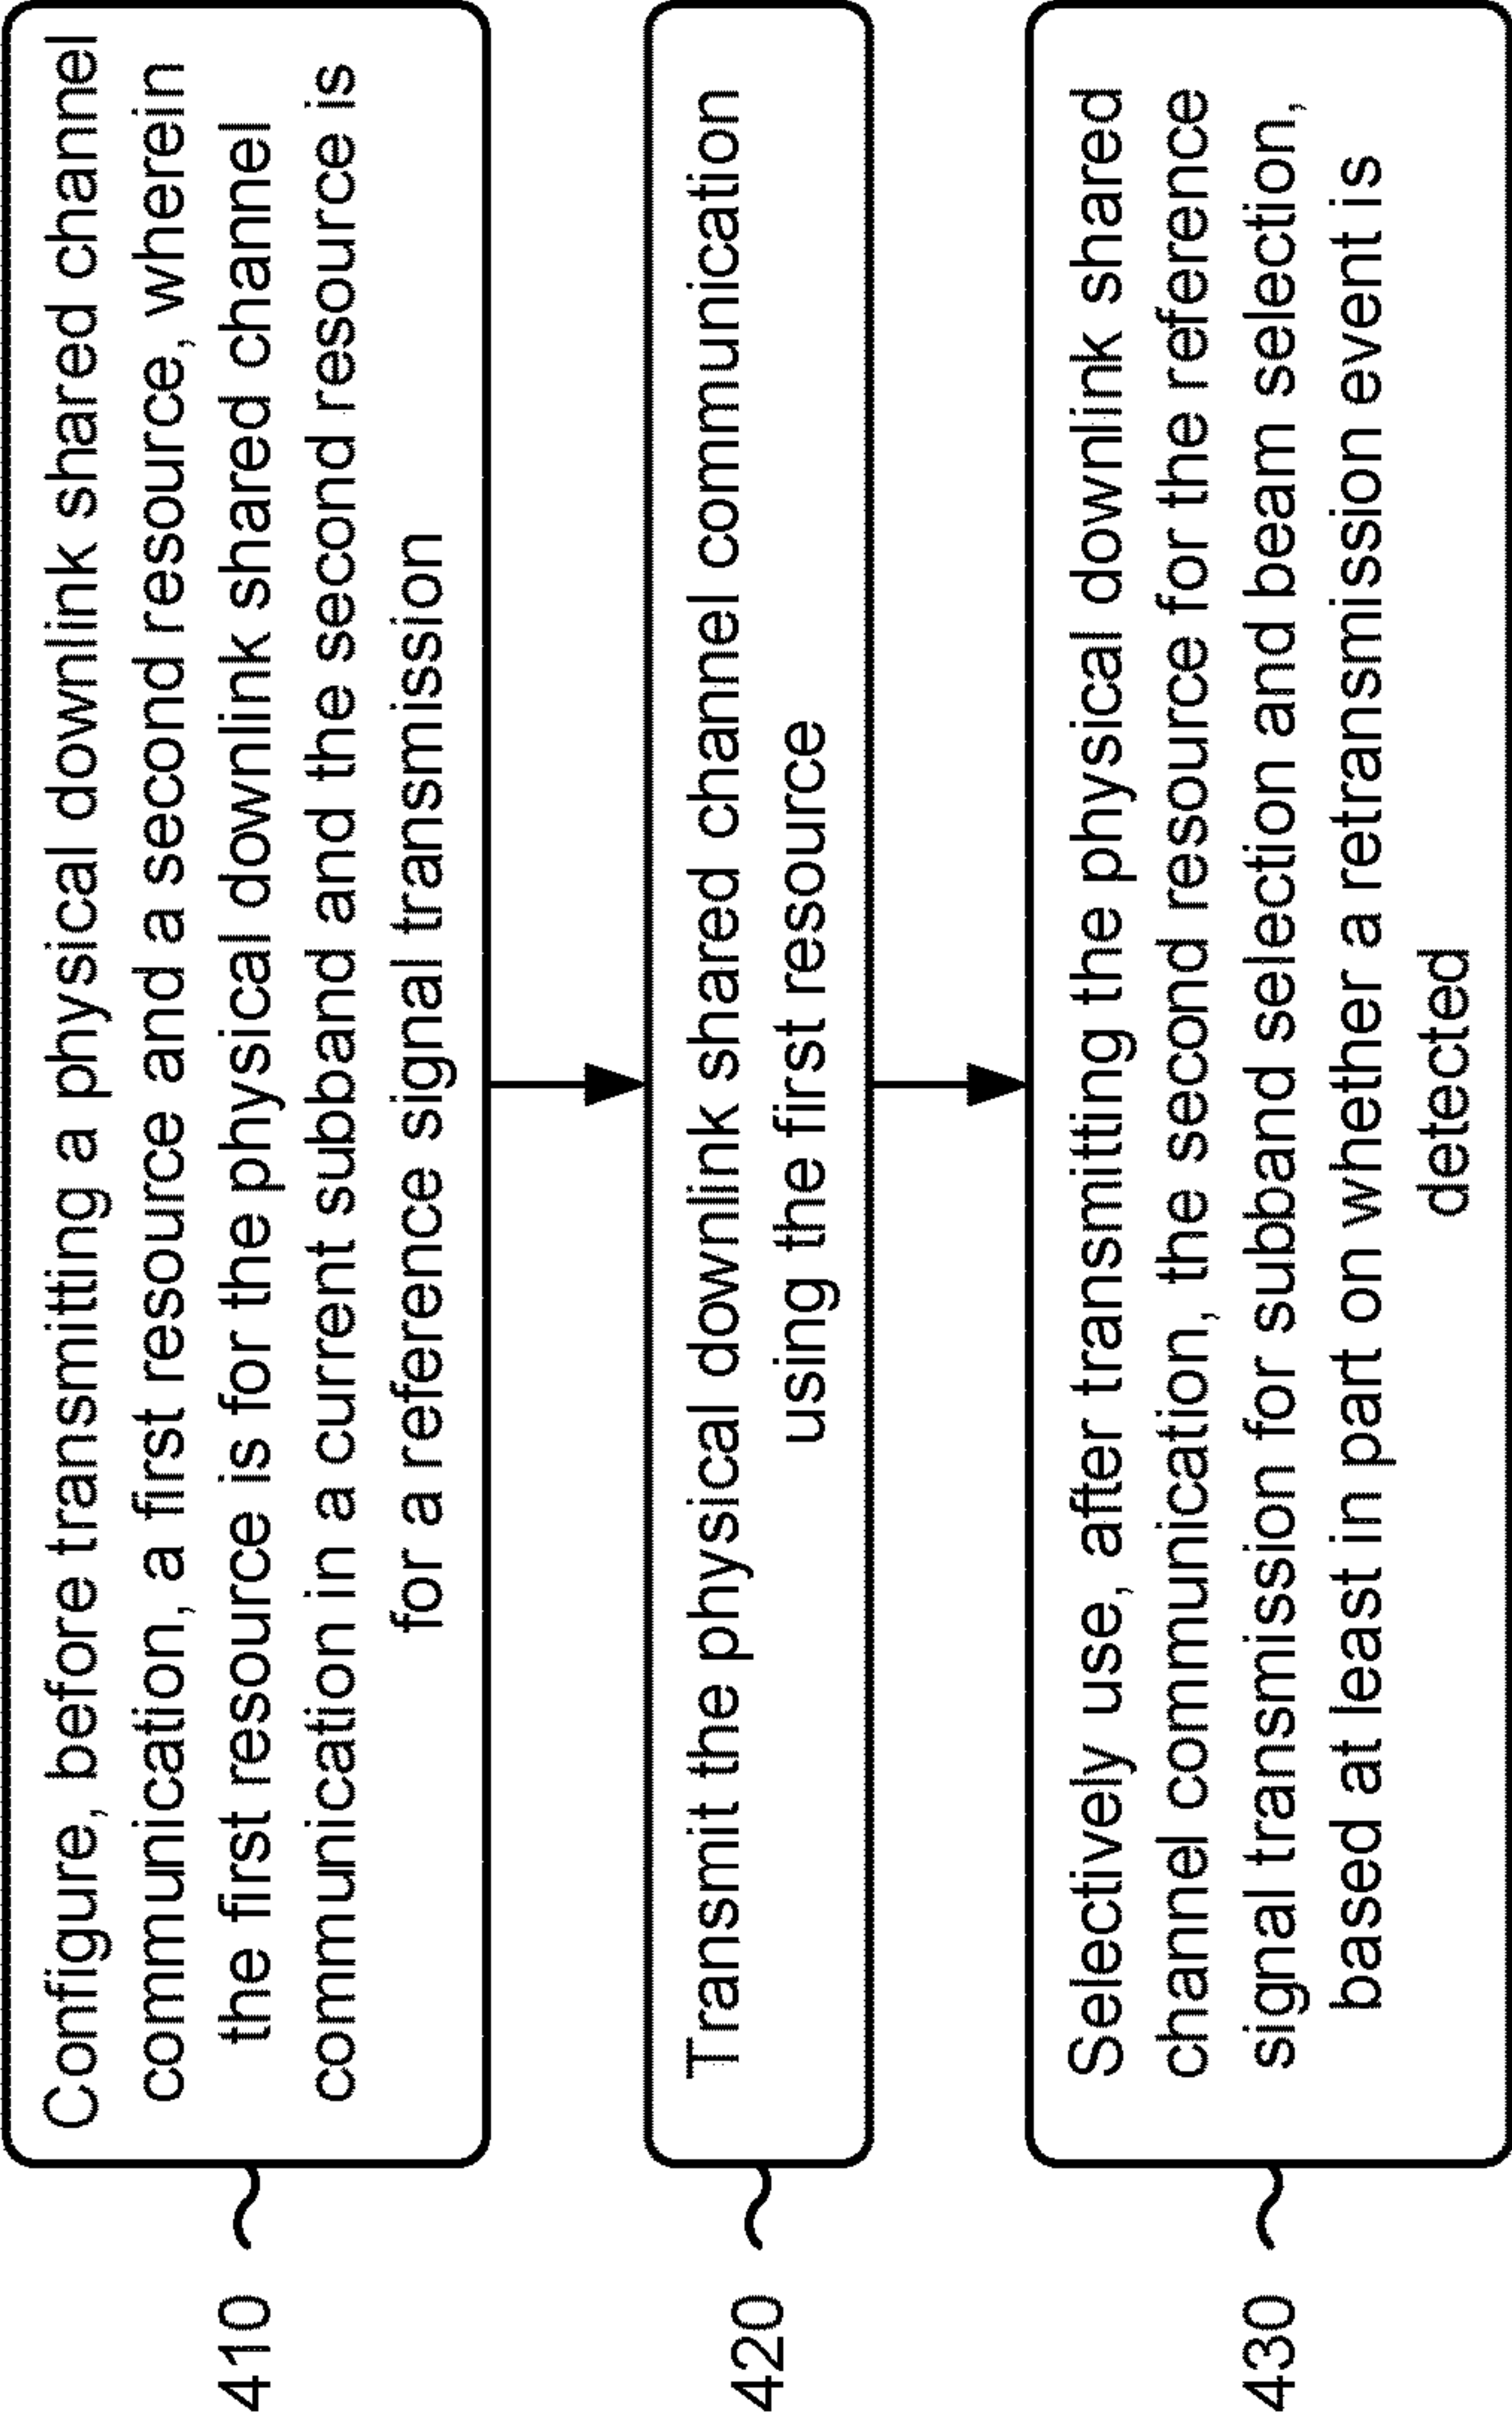 410
Configure, before transmitting a physical downlink shared channel
communication, a first resource and a second resource, wherein
the first resource is for the physical downlink shared channel
communication in a current subband and the second resource is
for a reference signal transmission
420
Transmit the physical downlink shared channel communication
using the first resource
430
Selectively use, after transmitting the physical downlink shared
channel communication, the second resource for the reference
signal transmission for subband selection and beam selection,
based at least in part on whether a retransmission event is
detected